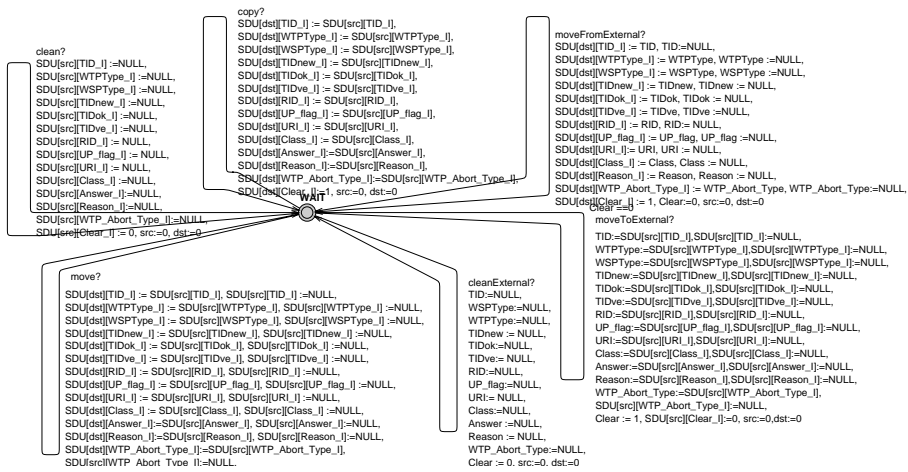 clean?
SDU[src][TID_I] :=NULL,
SDU[src][WTPType_I] :=NULL,
SDU[src][WSPType_I] :=NULL,
SDU[src][TIDnew_I] :=NULL,
SDU[src][TIDok_I] :=NULL,
SDU[src][TIDve_I] :=NULL,
SDU[src][RID_I] := NULL,
SDU[src][UP_flag_I] := NULL,
SDU[src][URI_I] := NULL,
SDU[src][Class_I] := NULL,
SDU[src][Answer_I]:=NULL,
SDU[src][Reason_I]:=NULL,
SDU[src][WTP_Abort_Type_I]:=NULL,
SDU[src][Clear_I] := 0, src:=0, dst:=0
copy?
SDU[dst][TID_I] := SDU[src][TID_I],
SDU[dst][WTPType_I] := SDU[src][WTPType_I],
SDU[dst][WSPType_I] := SDU[src][WSPType_I],
SDU[dst][TIDnew_I] := SDU[src][TIDnew_I],
SDU[dst][TIDok_I] := SDU[src][TIDok_I],
SDU[dst][TIDve_I] := SDU[src][TIDve_I],
SDU[dst][RID_I] := SDU[src][RID_I],
SDU[dst][UP_flag_I] := SDU[src][UP_flag_I],
SDU[dst][URI_I] := SDU[src][URI_I],
SDU[dst][Class_I] := SDU[src][Class_I],
SDU[dst][Answer_I]:=SDU[src][Answer_I],
SDU[dst][Reason_I]:=SDU[src][Reason_I],
SDU[dst][WTP_Abort_Type_I]:=SDU[src][WTP_Abort_Type_I],
SDU[dst][Clear_I]:=1, src:=0, dst:=0
WAIT
moveFromExternal?
SDU[dst][TID_I] := TID, TID:=NULL,
SDU[dst][WTPType_I] := WTPType, WTPType :=NULL,
SDU[dst][WSPType_I] := WSPType, WSPType :=NULL,
SDU[dst][TIDnew_I] := TIDnew, TIDnew := NULL,
SDU[dst][TIDok_I] := TIDok, TIDok := NULL,
SDU[dst][TIDve_I] := TIDve, TIDve := NULL,
SDU[dst][RID_I] := RID, RID:= NULL,
SDU[dst][UP_flag_I] := UP_flag, UP_flag := NULL,
SDU[dst][URI_I]:= URI, URI := NULL,
SDU[dst][Class_I] := Class, Class := NULL,
SDU[dst][Reason_I] := Reason, Reason := NULL,
SDU[dst][WTP_Abort_Type_I] := WTP_Abort_Type, WTP_Abort_Type:=NULL,
SDU[dst][Clear_I] := 1, Clear:=0, src:=0, dst:=0
Clear ==0
moveToExternal?
TID:=SDU[src][TID_I],SDU[src][TID_I]:=NULL,
WTPType:=SDU[src][WTPType_I],SDU[src][WTPType_I]:=NULL,
WSPType:=SDU[src][WSPType_I],SDU[src][WSPType_I]:=NULL,
TIDnew:=SDU[src][TIDnew_I],SDU[src][TIDnew_I]:=NULL,
TIDok:=SDU[src][TIDok_I],SDU[src][TIDok_I]:=NULL,
TIDve:=SDU[src][TIDve_I],SDU[src][TIDve_I]:=NULL,
RID:=SDU[src][RID_I],SDU[src][RID_I]:=NULL,
UP_flag:=SDU[src][UP_flag_I],SDU[src][UP_flag_I]:=NULL,
URI:=SDU[src][URI_I],SDU[src][URI_I]:=NULL,
Class:=SDU[src][Class_I],SDU[src][Class_I]:=NULL,
Answer:=SDU[src][Answer_I],SDU[src][Answer_I]:=NULL,
Reason:=SDU[src][Reason_I],SDU[src][Reason_I]:=NULL,
WTP_Abort_Type:=SDU[src][WTP_Abort_Type_I],
SDU[src][WTP_Abort_Type_I]:=NULL,
Clear := 1, SDU[src][Clear_I]:=0, src:=0,dst:=0
move?
SDU[dst][TID_I] := SDU[src][TID_I], SDU[src][TID_I] :=NULL,
SDU[dst][WTPType_I] := SDU[src][WTPType_I], SDU[src][WTPType_I] :=NULL,
SDU[dst][WSPType_I] := SDU[src][WSPType_I], SDU[src][WSPType_I] :=NULL,
SDU[dst][TIDnew_I] := SDU[src][TIDnew_I], SDU[src][TIDnew_I] :=NULL,
SDU[dst][TIDok_I] := SDU[src][TIDok_I], SDU[src][TIDok_I] :=NULL,
SDU[dst][TIDve_I] := SDU[src][TIDve_I], SDU[src][TIDve_I] :=NULL,
SDU[dst][RID_I] := SDU[src][RID_I], SDU[src][RID_I] :=NULL,
SDU[dst][UP_flag_I] := SDU[src][UP_flag_I], SDU[src][UP_flag_I] :=NULL,
SDU[dst][URI_I] := SDU[src][URI_I], SDU[src][URI_I] :=NULL,
SDU[dst][Class_I] := SDU[src][Class_I], SDU[src][Class_I] :=NULL,
SDU[dst][Answer_I]:=SDU[src][Answer_I], SDU[src][Answer_I]:=NULL,
SDU[dst][Reason_I]:=SDU[src][Reason_I], SDU[src][Reason_I]:=NULL,
SDU[dst][WTP_Abort_Type_I]:=SDU[src][WTP_Abort_Type_I],
SDU[src][WTP_Abort_Type_I]:=NULL,
cleanExternal?
TID:=NULL,
WSPType:=NULL,
WTPType:=NULL,
TIDnew := NULL,
TIDok:=NULL,
TIDve:= NULL,
RID:=NULL,
UP_flag:=NULL,
URI:= NULL,
Class:=NULL,
Answer :=NULL,
Reason := NULL,
WTP_Abort_Type:=NULL,
Clear := 0, src:=0, dst:=0